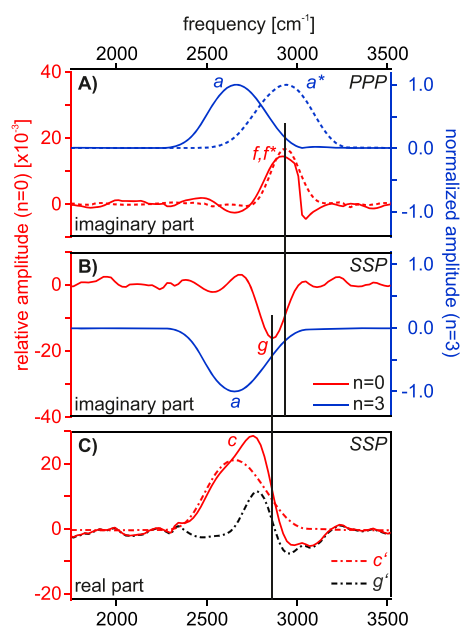 frequency [cm⁻¹]
2000 2500 3000 3500
A) a a* PPP
f,f*
imaginary part
40
20
0
1.0
0.0
-1.0
B) SSP
g
a
n=0
n=3
imaginary part
0
-20
-40
1.0
0.0
-1.0
C) SSP
c
c‘
g‘
real part
20
0
-20
2000 2500 3000 3500
relative amplitude (n=0) [x10⁻³]
normalized amplitude (n=3)